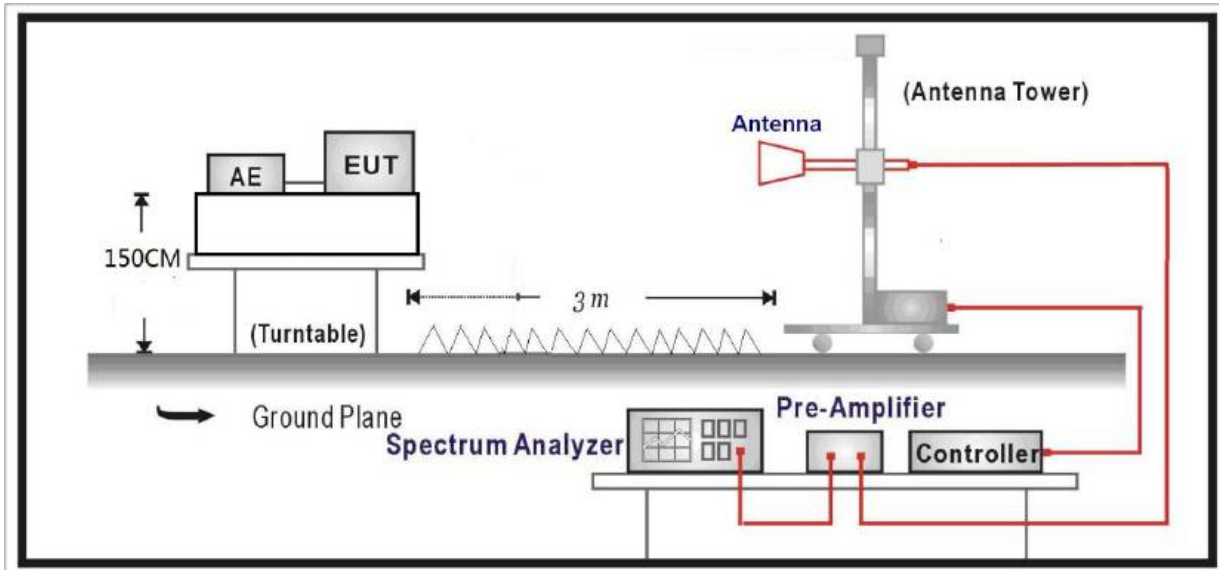 (Antenna Tower)
Antenna
AE
EUT
150CM
3 m
(Turntable)
Ground Plane
Pre-Amplifier
Spectrum Analyzer
Controller